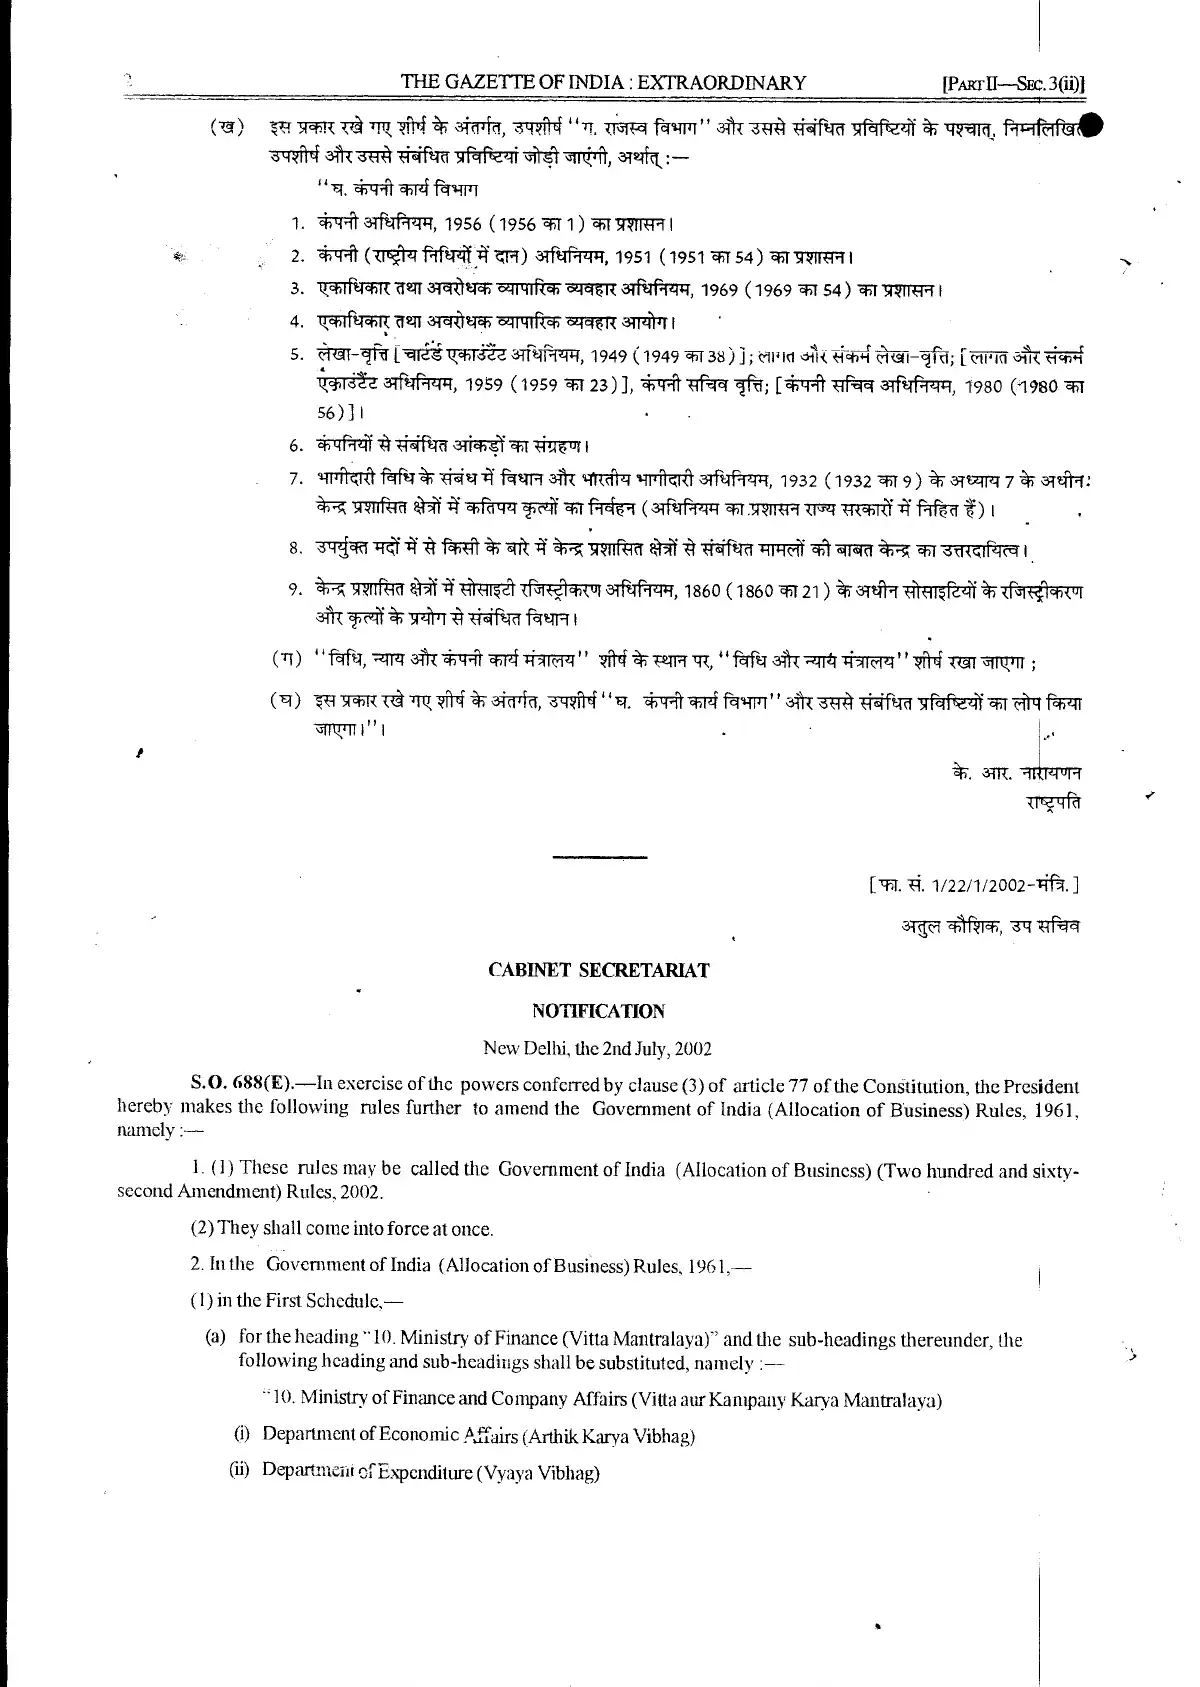 2 THE GAZETTE OF INDIA : EXTRAORDINARY [PART II—SEC. 3(ii)]
(ख) इस प्रकार रखे गए शीर्ष के अंतर्गत, उपशीर्ष ‘‘ग. राजस्व विभाग’’ और उससे संबंधित प्रविष्टियों के पश्चात्,
उपशीर्ष और उससे संबंधित प्रविष्टियां जोड़ी जाएंगी, अर्थात् :—
‘‘घ. कंपनी कार्य विभाग
1. कंपनी अधिनियम, 1956 (1956 का 1) का प्रशासन।
2. कंपनी (राष्ट्रीय निधियों में दान) अधिनियम, 1951 (1951 का 54) का प्रशासन।
3. एकाधिकार तथा अवरोधक व्यापारिक व्यवहार अधिनियम, 1969 (1969 का 54) का प्रशासन।
4. एकाधिकार तथा अवरोधक व्यापारिक व्यवहार आयोग।
5. लेखा-वृत्ति [चार्टर्ड एकाउंटेंट अधिनियम, 1949 (1949 का 38)]; लागत और संकर्म लेखा-वृत्ति; [लागत और संकर्म
एकाउंटेंट अधिनियम, 1959 (1959 का 23)], कंपनी सचिव वृत्ति; [कंपनी सचिव अधिनियम, 1980 (1980 का
56)]।
6. कंपनियों से संबंधित आंकड़ों का संग्रहण।
7. भागीदारी विधि के संबंध में विधान और भारतीय भागीदारी अधिनियम, 1932 (1932 का 9) के अध्याय 7 के अधीन
केन्द्र प्रशासित क्षेत्रों में कतिपय कृत्यों का निर्वहन (अधिनियम का प्रशासन राज्य सरकारों में निहित हैं)।
8. उपर्युक्त मदों में से किसी के बारे में केन्द्र प्रशासित क्षेत्रों से संबंधित मामलों की बाबत केन्द्र का उत्तरदायित्व।
9. केन्द्र प्रशासित क्षेत्रों में सोसाइटी रजिस्ट्रीकरण अधिनियम, 1860 (1860 का 21) के अधीन सोसाइटियों के रजिस्ट्रीकरण
और कृत्यों के प्रयोग से संबंधित विधान।
(ग) ‘‘विधि, न्याय और कंपनी कार्य मंत्रालय’’ शीर्ष के स्थान पर, ‘‘विधि और न्याय मंत्रालय’’ शीर्ष रखा जाएगा ;
(घ) इस प्रकार रखे गए शीर्ष के अंतर्गत, उपशीर्ष ‘‘घ. कंपनी कार्य विभाग’’ और उससे संबंधित प्रविष्टियों का लोप किया
जाएगा।’’।
के. आर. नारायणन
राष्ट्रपति
[फा. सं. 1/22/1/2002-मंत्रि.]
अतुल कौशिक, उप सचिव
CABINET SECRETARIAT
NOTIFICATION
New Delhi, the 2nd July, 2002
S.O. 688(E).—In exercise of the powers conferred by clause (3) of article 77 of the Constitution, the President
hereby makes the following rules further to amend the Government of India (Allocation of Business) Rules, 1961,
namely :—
1. (1) These rules may be called the Government of India (Allocation of Business) (Two hundred and sixty-
second Amendment) Rules, 2002.
(2) They shall come into force at once.
2. In the Government of India (Allocation of Business) Rules, 1961,—
(1) in the First Schedule,—
(a) for the heading “10. Ministry of Finance (Vitta Mantralaya)” and the sub-headings thereunder, the
following heading and sub-headings shall be substituted, namely :—
“10. Ministry of Finance and Company Affairs (Vitta aur Kampany Karya Mantralaya)
(i) Department of Economic Affairs (Arthik Karya Vibhag)
(ii) Department of Expenditure (Vyaya Vibhag)